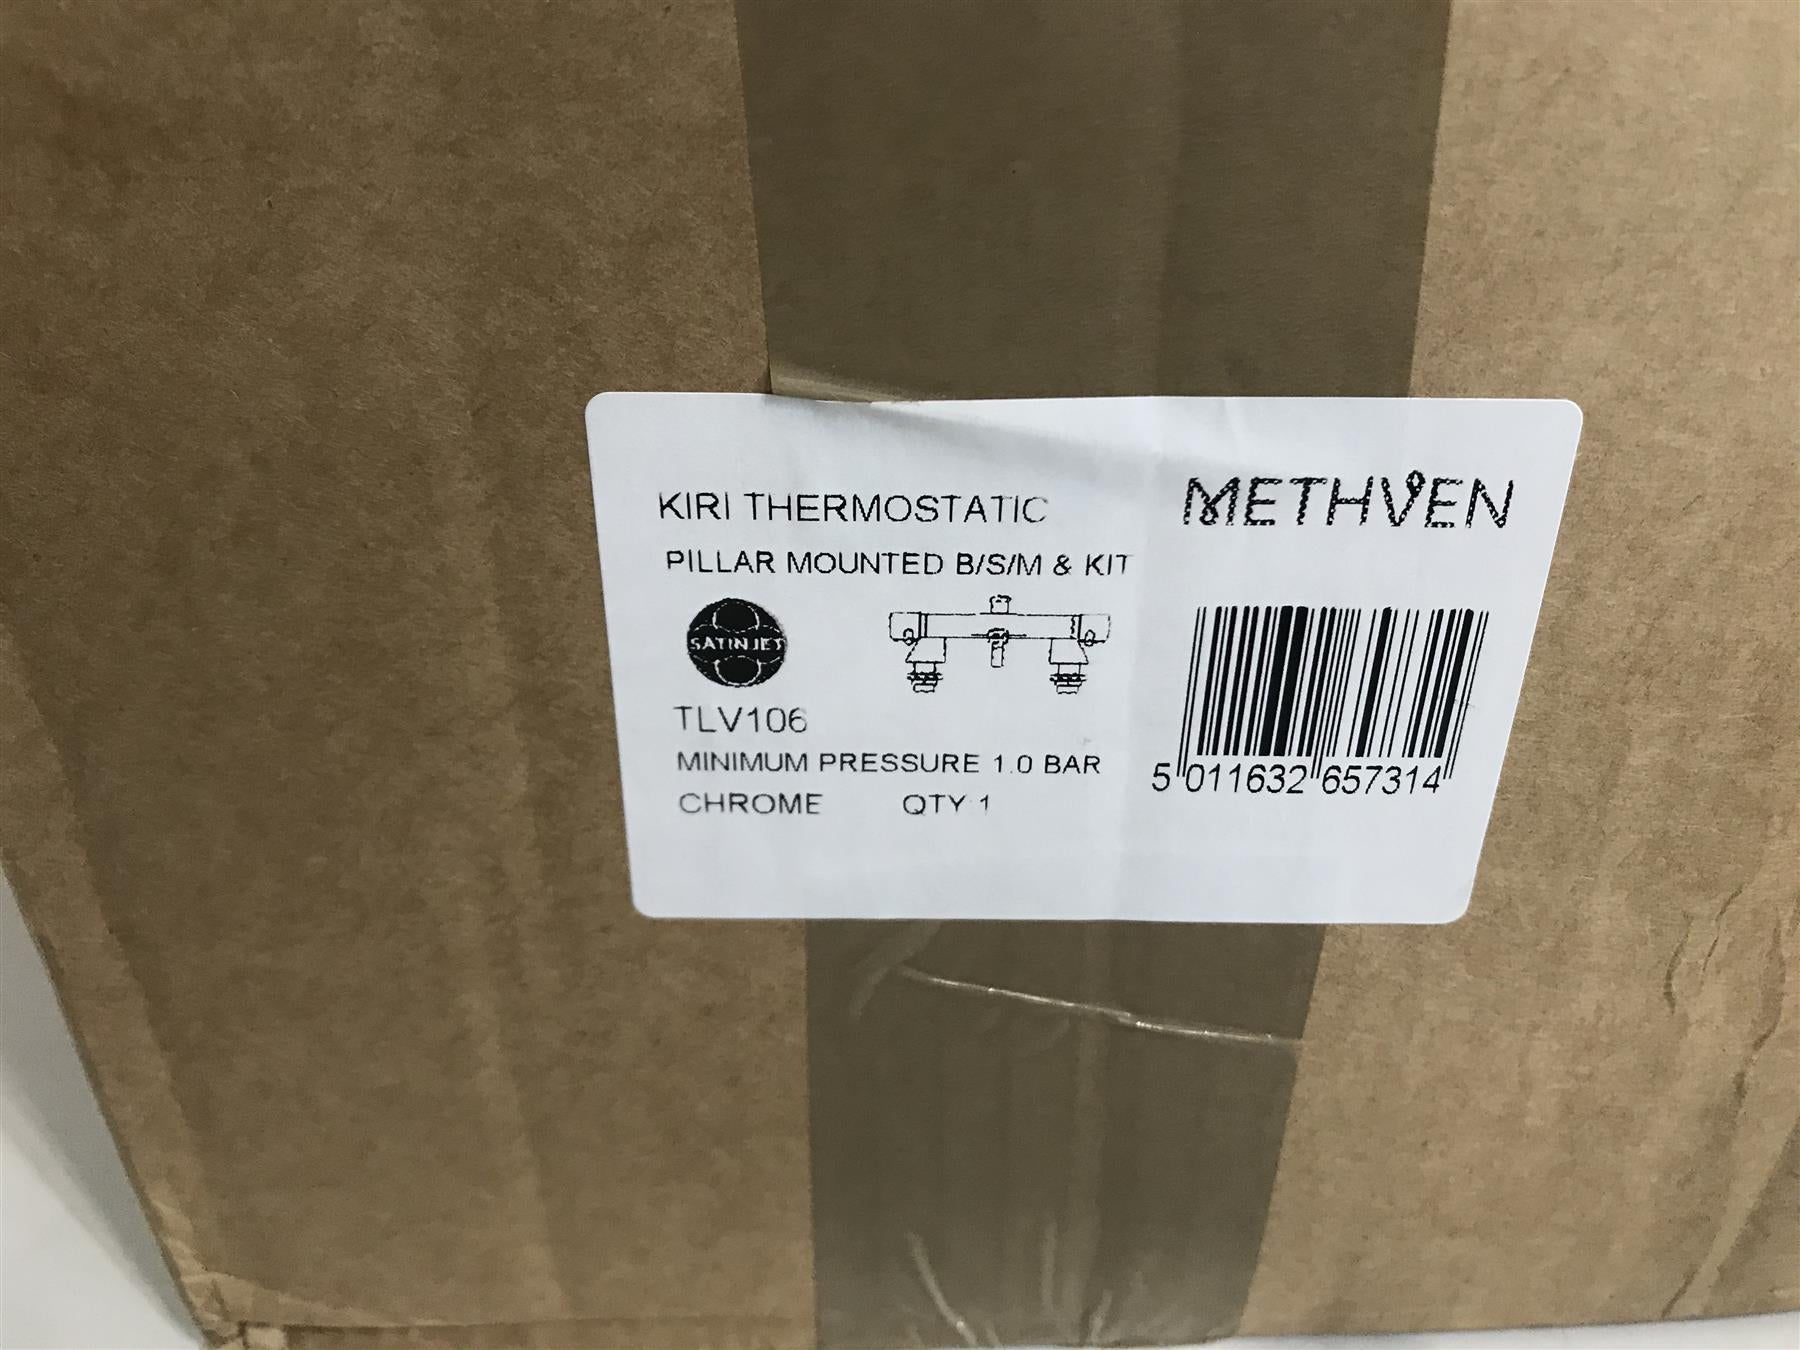 KIRI THERMOSTATIC
METHVEN
PILLAR MOUNTED B/S/M & KIT
SATINJET
TLV106
MINIMUM PRESSURE 1.0 BAR
CHROME QTY 1
5 011632 657314